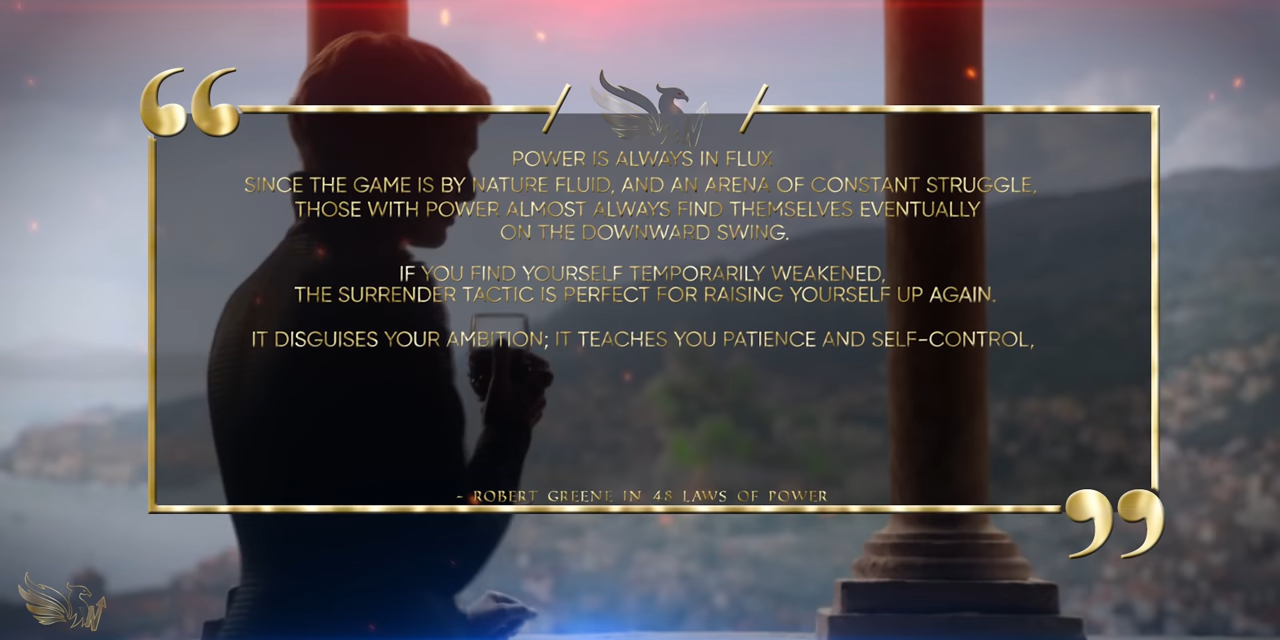 POWER IS ALWAYS IN FLUX
SINCE THE GAME IS BY NATURE FLUID, AND AN ARENA OF CONSTANT STRUGGLE,
THOSE WITH POWER ALMOST ALWAYS FIND THEMSELVES EVENTUALLY
ON THE DOWNWARD SWING.
IF YOU FIND YOURSELF TEMPORARILY WEAKENED,
THE SURRENDER TACTIC IS PERFECT FOR RAISING YOURSELF UP AGAIN.
IT DISGUISES YOUR AMBITION; IT TEACHES YOU PATIENCE AND SELF-CONTROL,
- ROBERT GREENE IN 48 LAWS OF POWER